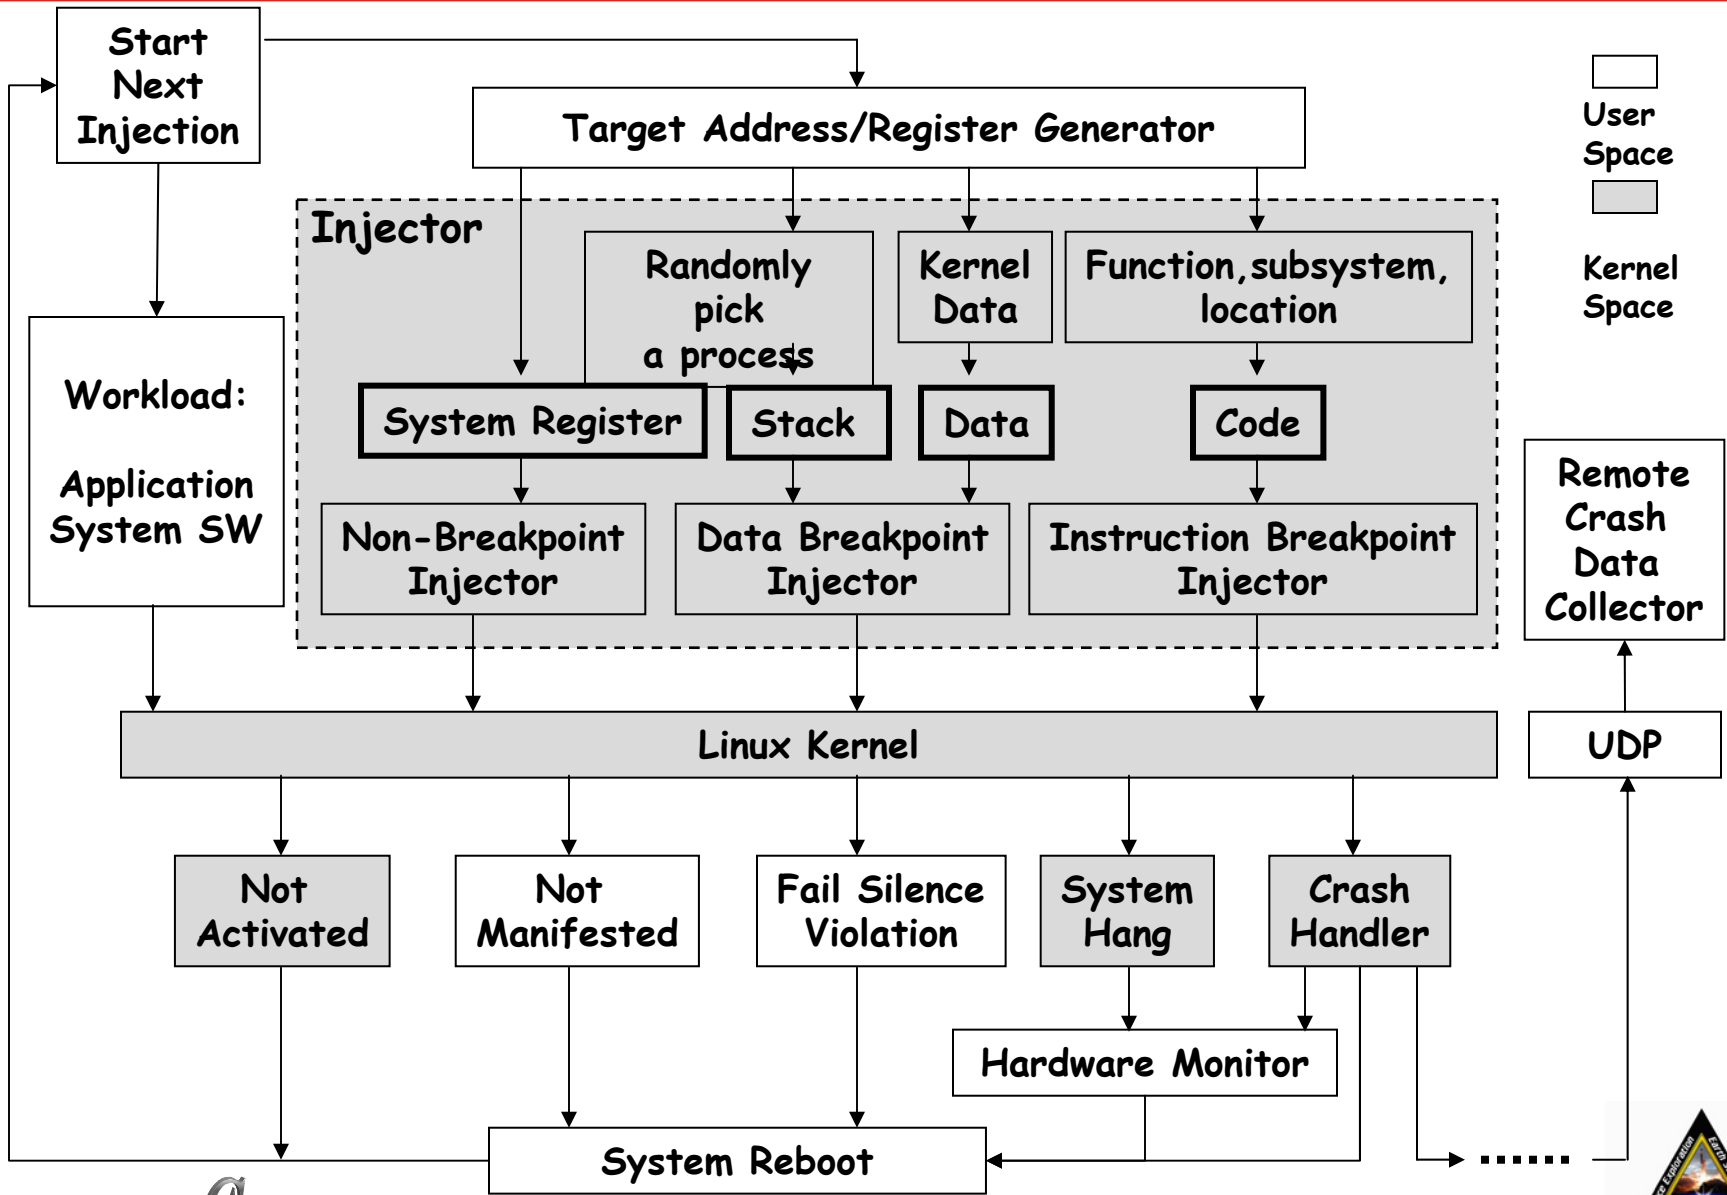 Start
Next
Injection
Target Address/Register Generator
User
Space
Kernel
Space
Injector
Randomly
pick
a process
Kernel
Data
Function,subsystem,
location
Workload:
Application
System SW
System Register
Stack
Data
Code
Non-Breakpoint
Injector
Data Breakpoint
Injector
Instruction Breakpoint
Injector
Remote
Crash
Data
Collector
Linux Kernel
UDP
Not
Activated
Not
Manifested
Fail Silence
Violation
System
Hang
Crash
Handler
Hardware Monitor
System Reboot
Exploration
Earth